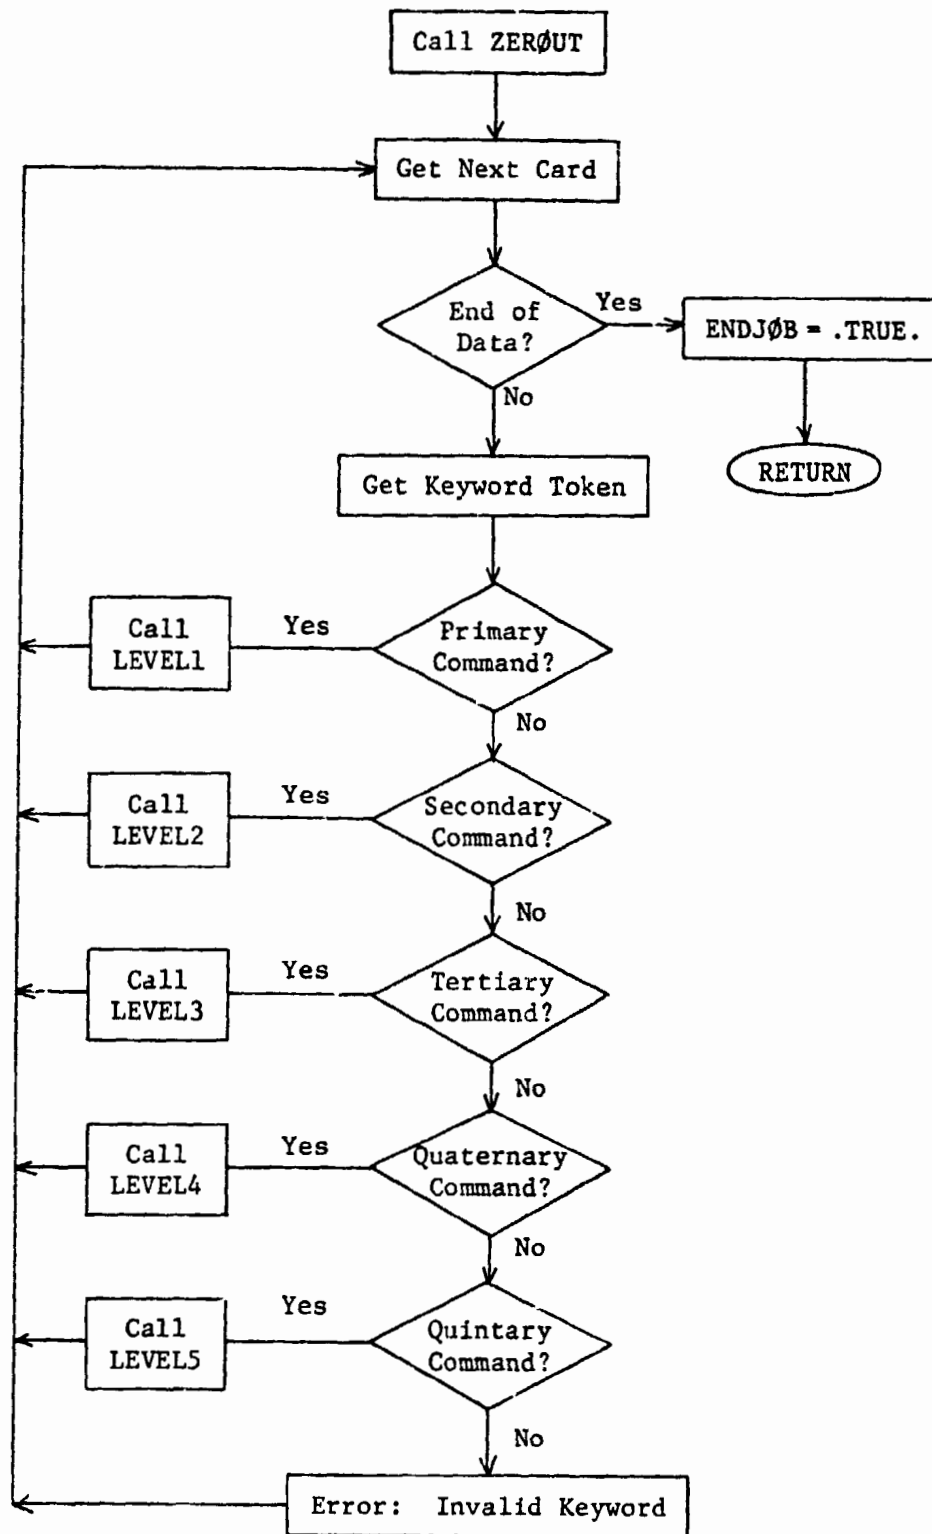 Call ZERØUT
Get Next Card
End of
Data?
Yes
ENDJØB = .TRUE.
No
RETURN
Get Keyword Token
Call
LEVEL1
Yes
Primary
Command?
No
Call
LEVEL2
Yes
Secondary
Command?
No
Call
LEVEL3
Yes
Tertiary
Command?
No
Call
LEVEL4
Yes
Quaternary
Command?
No
Call
LEVEL5
Yes
Quintary
Command?
No
Error: Invalid Keyword